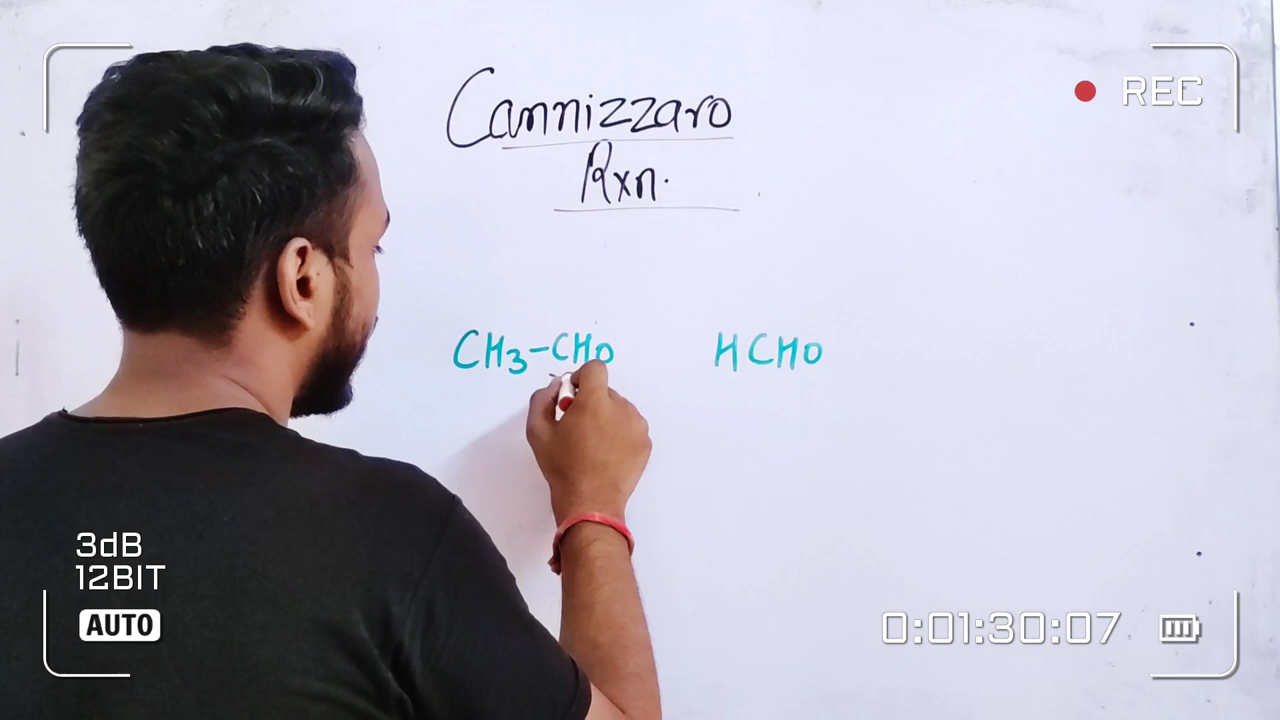 REC
Cannizzaro
Rxn.
CH3-CHO HCHO
3dB
12BIT
AUTO
0:01:30:07